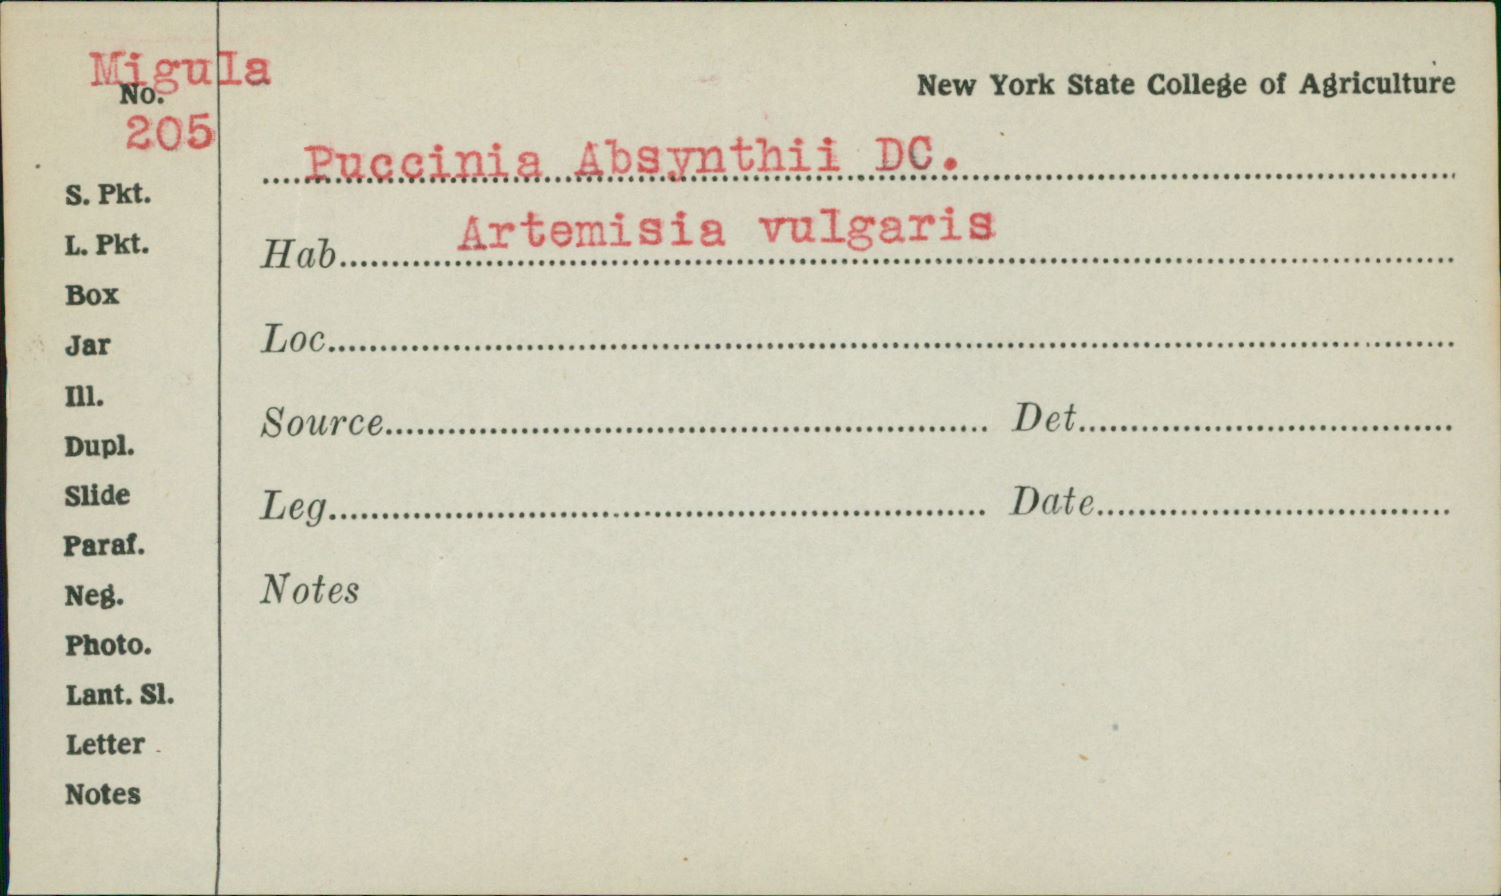 Migula
No.
205
New York State College of Agriculture
Puccinia Absynthii DC.
Hab. Artemisia vulgaris
Loc.
Source Det.
Leg. Date
Notes
S. Pkt.
L. Pkt.
Box
Jar
Ill.
Dupl.
Slide
Paraf.
Neg.
Photo.
Lant. Sl.
Letter
Notes